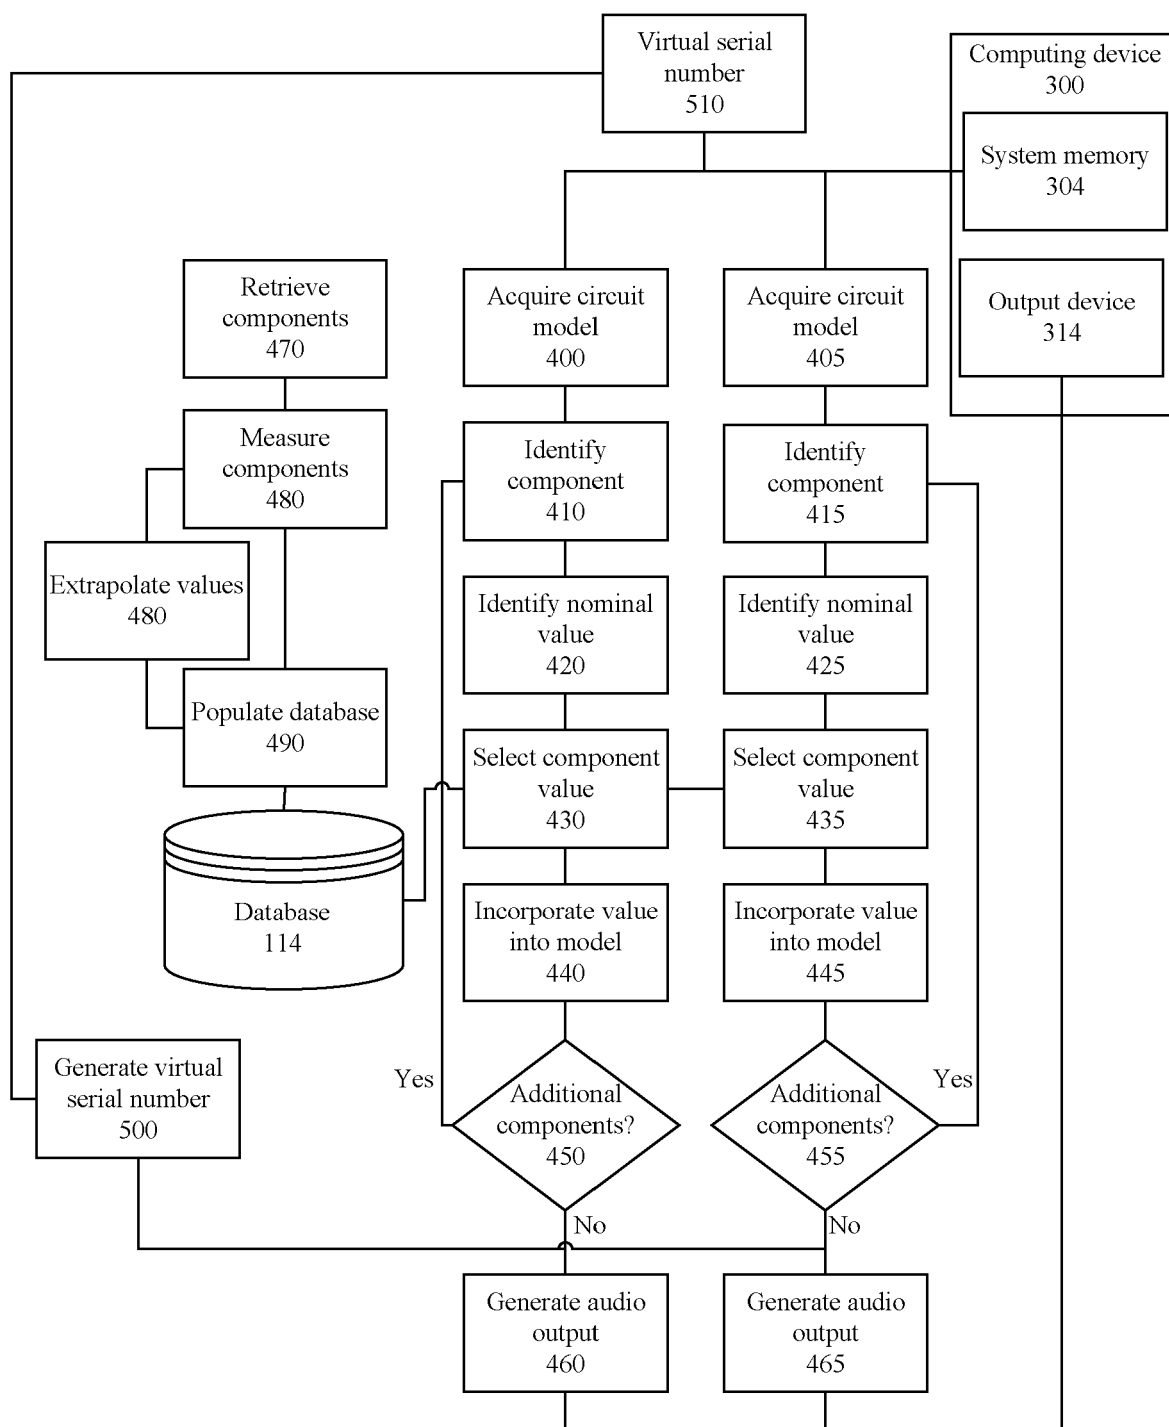 Virtual serial
number
510
Computing device
300
System memory
304
Output device
314
Retrieve
components
470
Measure
components
480
Extrapolate values
480
Populate database
490
Database
114
Acquire circuit
model
400
Identify
component
410
Identify nominal
value
420
Select component
value
430
Incorporate value
into model
440
Yes
Additional
components?
450
No
Generate audio
output
460
Acquire circuit
model
405
Identify
component
415
Identify nominal
value
425
Select component
value
435
Incorporate value
into model
445
Additional
components?
455
Yes
No
Generate audio
output
465
Generate virtual
serial number
500